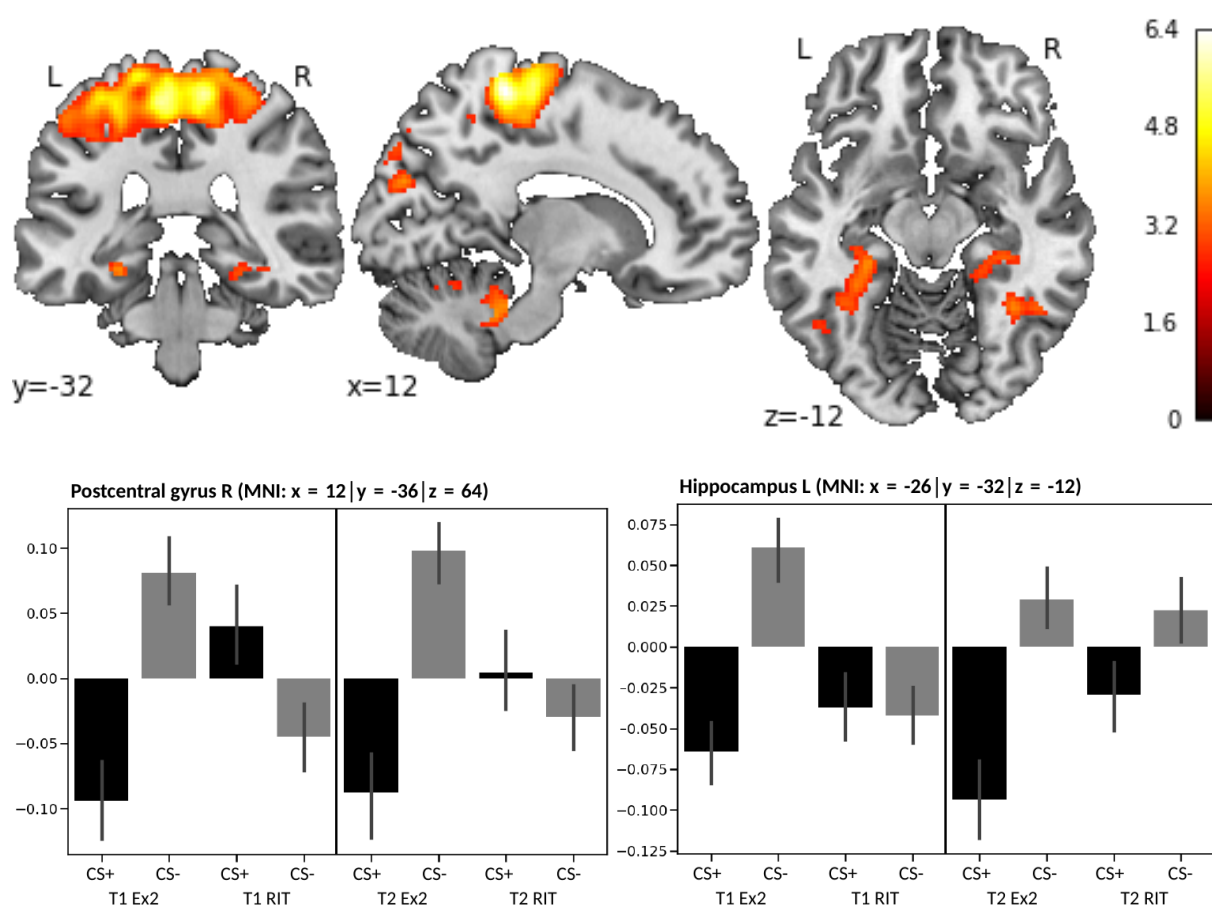 L R
L R
6.4
4.8
3.2
1.6
0
y=-32 x=12 z=-12
Postcentral gyrus R (MNI: x = 12|y = -36|z = 64)
0.10
0.05
0.00
−0.05
−0.10
CS+ CS- CS+ CS- CS+ CS- CS+ CS-
T1 Ex2 T1 RIT T2 Ex2 T2 RIT
Hippocampus L (MNI: x = -26|y = -32|z = -12)
0.075
0.050
0.025
0.000
−0.025
−0.050
−0.075
−0.100
−0.125
CS+ CS- CS+ CS- CS+ CS- CS+ CS-
T1 Ex2 T1 RIT T2 Ex2 T2 RIT